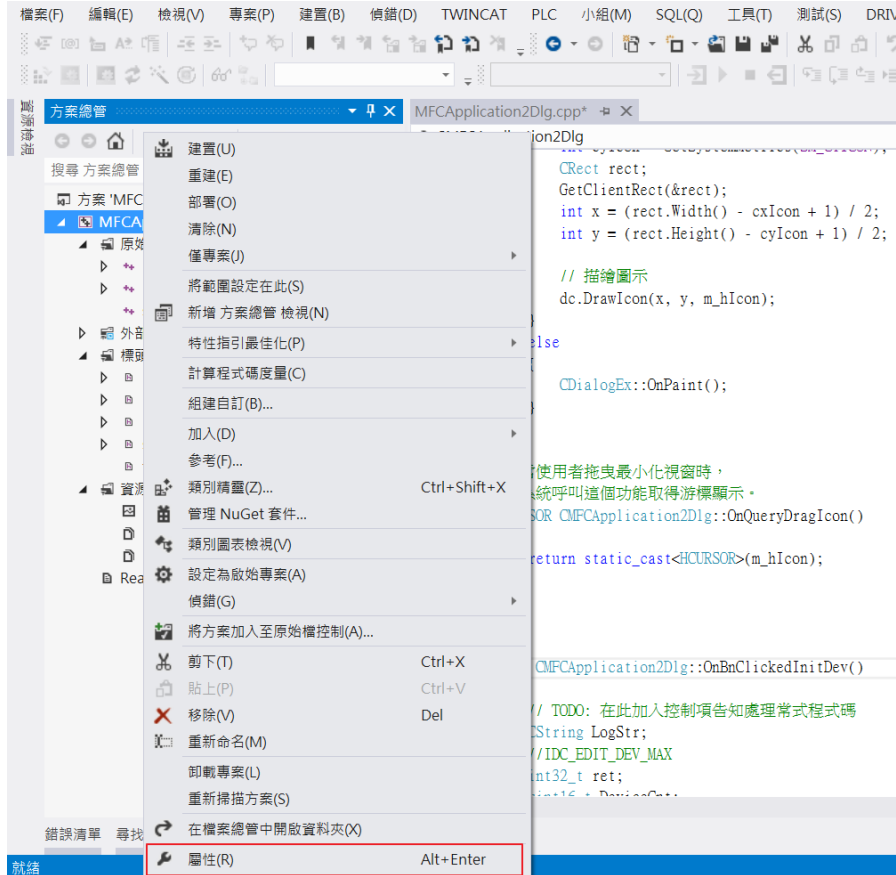 檔案(F) 編輯(E) 檢視(V) 專案(P) 建置(B) 偵錯(D) TWINCAT PLC 小組(M) SQL(Q) 工具(T) 測試(S) DRIV
資源檢視
方案總管
搜尋 方案總管
方案 'MFC
MFCA
原始
外部
標頭
資源
Rea
建置(U)
重建(E)
部署(O)
清除(N)
僅專案(J)
將範圍設定在此(S)
新增 方案總管 檢視(N)
特性指引最佳化(P)
計算程式碼度量(C)
組建自訂(B)...
加入(D)
參考(F)...
類別精靈(Z)... Ctrl+Shift+X
管理 NuGet 套件...
類別圖表檢視(V)
設定為啟始專案(A)
偵錯(G)
將方案加入至原始檔控制(A)...
剪下(T) Ctrl+X
貼上(P) Ctrl+V
移除(V) Del
重新命名(M)
卸載專案(L)
重新掃描方案(S)
在檔案總管中開啟資料夾(X)
屬性(R) Alt+Enter
MFCApplication2Dlg.cpp*
ion2Dlg
CRect rect;
GetClientRect(&rect);
int x = (rect.Width() - cxIcon + 1) / 2;
int y = (rect.Height() - cyIcon + 1) / 2;
// 描繪圖示
dc.DrawIcon(x, y, m_hIcon);
}
else
{
CDialogEx::OnPaint();
}
使用者拖曳最小化視窗時，
系統呼叫這個功能取得游標顯示。
SOR CMFCApplication2Dlg::OnQueryDragIcon()
return static_cast<HCURSOR>(m_hIcon);
CMFCApplication2Dlg::OnBnClickedInitDev()
// TODO: 在此加入控制項告知處理常式程式碼
CString LogStr;
//IDC_EDIT_DEV_MAX
int32_t ret;
錯誤清單 尋找
就緒